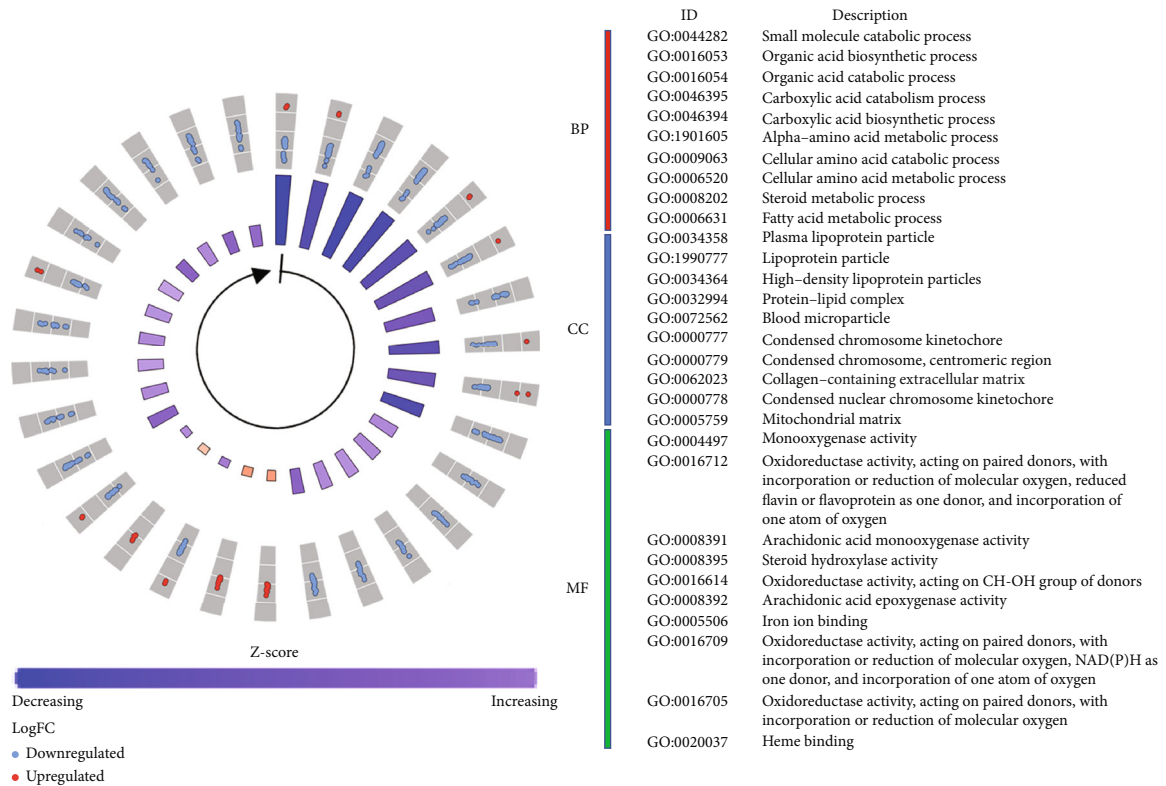 ID Description
BP
GO:0044282 Small molecule catabolic process
GO:0016053 Organic acid biosynthetic process
GO:0016054 Organic acid catabolic process
GO:0046395 Carboxylic acid catabolism process
GO:0046394 Carboxylic acid biosynthetic process
GO:1901605 Alpha–amino acid metabolic process
GO:0009063 Cellular amino acid catabolic process
GO:0006520 Cellular amino acid metabolic process
GO:0008202 Steroid metabolic process
GO:0006631 Fatty acid metabolic process
CC
GO:0034358 Plasma lipoprotein particle
GO:1990777 Lipoprotein particle
GO:0034364 High–density lipoprotein particles
GO:0032994 Protein–lipid complex
GO:0072562 Blood microparticle
GO:0000777 Condensed chromosome kinetochore
GO:0000779 Condensed chromosome, centromeric region
GO:0062023 Collagen–containing extracellular matrix
GO:0000778 Condensed nuclear chromosome kinetochore
GO:0005759 Mitochondrial matrix
MF
GO:0004497 Monooxygenase activity
GO:0016712 Oxidoreductase activity, acting on paired donors, with
incorporation or reduction of molecular oxygen, reduced
flavin or flavoprotein as one donor, and incorporation of
one atom of oxygen
GO:0008391 Arachidonic acid monooxygenase activity
GO:0008395 Steroid hydroxylase activity
GO:0016614 Oxidoreductase activity, acting on CH-OH group of donors
GO:0008392 Arachidonic acid epoxygenase activity
GO:0005506 Iron ion binding
GO:0016709 Oxidoreductase activity, acting on paired donors, with
incorporation or reduction of molecular oxygen, NAD(P)H as
one donor, and incorporation of one atom of oxygen
GO:0016705 Oxidoreductase activity, acting on paired donors, with
incorporation or reduction of molecular oxygen
GO:0020037 Heme binding
Z-score
Decreasing Increasing
LogFC
Downregulated
Upregulated